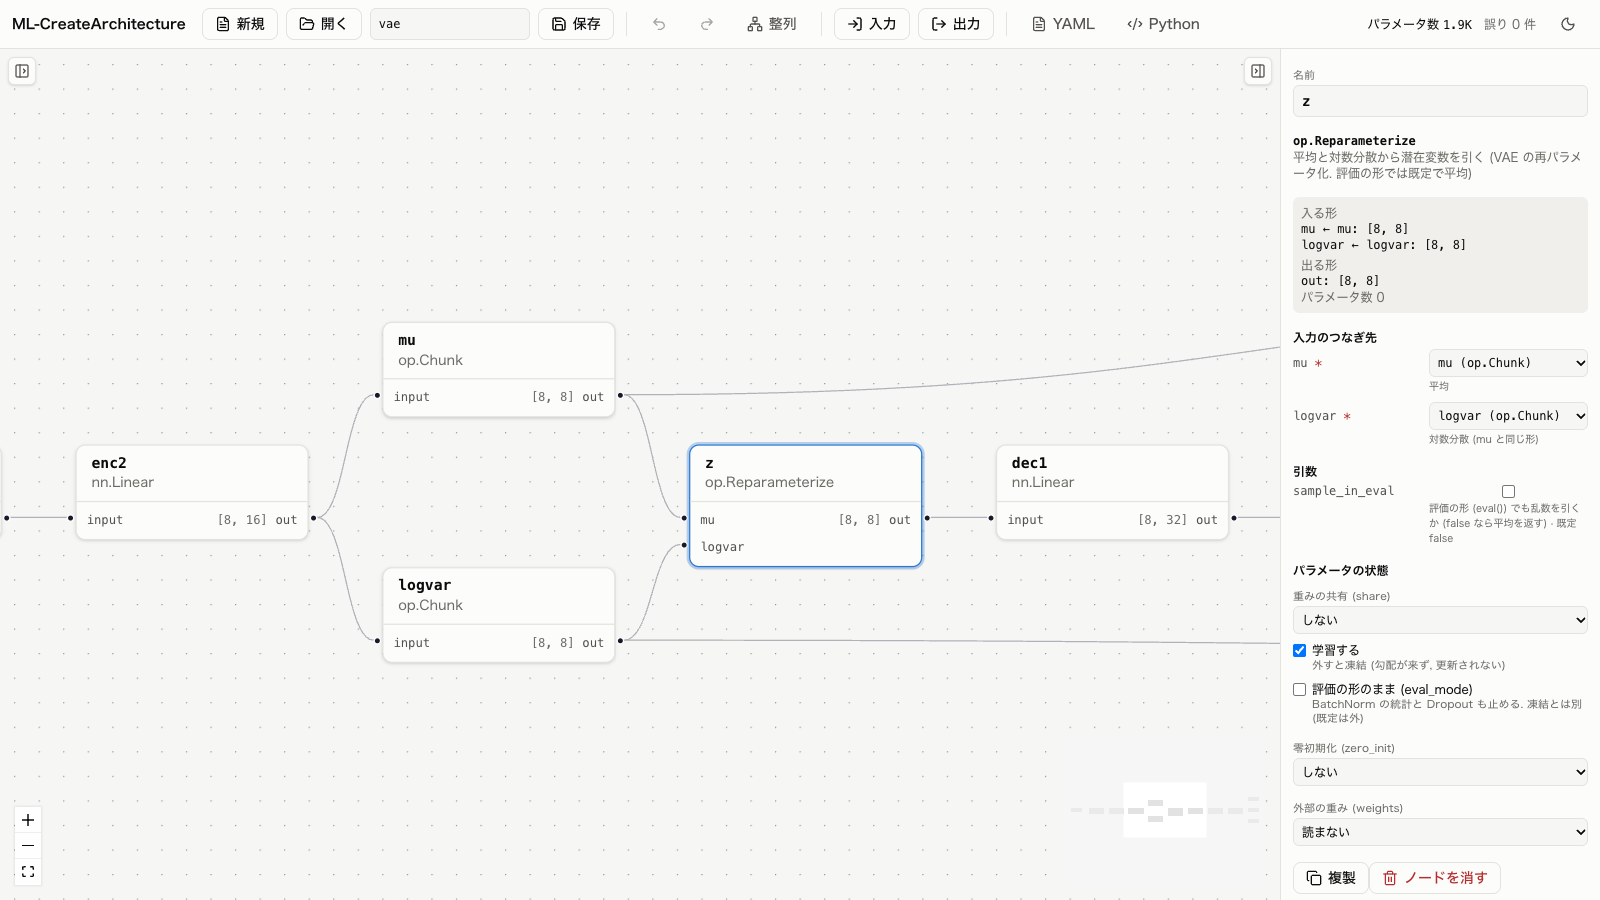 ML-CreateArchitecture
新規
開く
vae
保存
整列
入力
出力
YAML
Python
パラメータ数 1.9K
誤り 0 件
enc2
nn.Linear
input
[8, 16] out
mu
op.Chunk
input
[8, 8] out
logvar
op.Chunk
input
[8, 8] out
z
op.Reparameterize
mu
[8, 8] out
logvar
dec1
nn.Linear
input
[8, 32] out
名前
z
op.Reparameterize
平均と対数分散から潜在変数を引く (VAE の再パラメ
ータ化. 評価の形では既定で平均)
入る形
mu ← mu: [8, 8]
logvar ← logvar: [8, 8]
出る形
out: [8, 8]
パラメータ数 0
入力のつなぎ先
mu *
mu (op.Chunk)
平均
logvar *
logvar (op.Chunk)
対数分散 (mu と同じ形)
引数
sample_in_eval
評価の形 (eval()) でも乱数を引く
か (false なら平均を返す) · 既定
false
パラメータの状態
重みの共有 (share)
しない
学習する
外すと凍結 (勾配が来ず, 更新されない)
評価の形のまま (eval_mode)
BatchNorm の統計と Dropout も止める. 凍結とは別
(既定は外)
零初期化 (zero_init)
しない
外部の重み (weights)
読まない
複製
ノードを消す